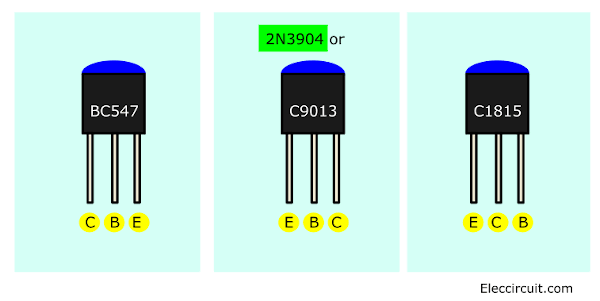 2N3904 or
BC547
C9013
C1815
C B E
E B C
E C B
Eleccircuit.com